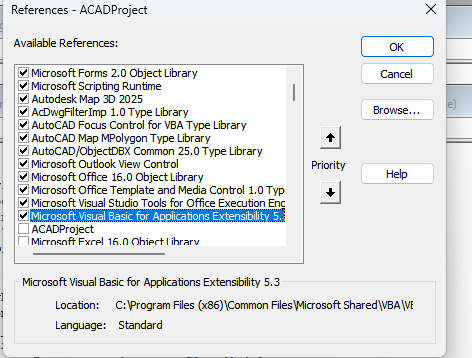 References - ACADProject
Available References:
OK
Microsoft Forms 2.0 Object Library
Microsoft Scripting Runtime
Cancel
Autodesk Map 3D 2025
AcDwgFilterImp 1.0 Type Library
AutoCAD Focus Control for VBA Type Library
Browse...
AutoCAD Map MPolygon Type Library
AutoCAD/ObjectDBX Common 25.0 Type Library
Microsoft Outlook View Control
Priority
Microsoft Office 16.0 Object Library
Help
Microsoft Office Template and Media Control 1.0 Type
Microsoft Visual Studio Tools for Office Execution Eng
Microsoft Visual Basic for Applications Extensibility 5.
ACADProject
Microsoft Excel 16.0 Object Library
Microsoft Visual Basic for Applications Extensibility 5.3
Location: C:\Program Files (x86)\Common Files\Microsoft Shared\VBA\VE
Language: Standard